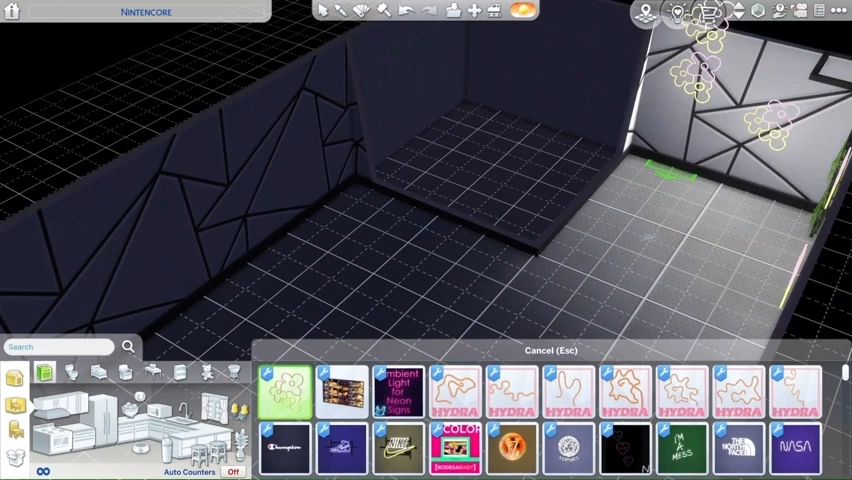 NINTENCORE
Cancel (Esc)
Search
mbient
Light
for
Neon
Signs
HYDRA
HYDRA
HYDRA
HYDRA
HYDRA
HYDRA
HYDRA
Champion
COLOR
[BODEGABABY]
I'M
A
MESS
THE
NORTH
FACE
NASA
Auto Counters
Off